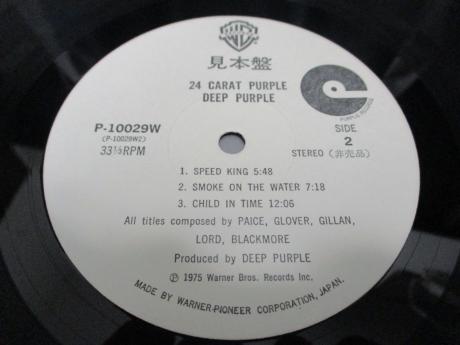 見本盤
24 CARAT PURPLE
DEEP PURPLE
PURPLE RECORDS
P-10029W
(P-10029W2)
33⅓RPM
SIDE
2
STEREO (非売品)
1. SPEED KING 5:48
2. SMOKE ON THE WATER 7:18
3. CHILD IN TIME 12:06
All titles composed by PAICE, GLOVER, GILLAN,
LORD, BLACKMORE
Produced by DEEP PURPLE
Ⓟ 1975 Warner Bros. Records Inc.
MADE BY WARNER-PIONEER CORPORATION, JAPAN.